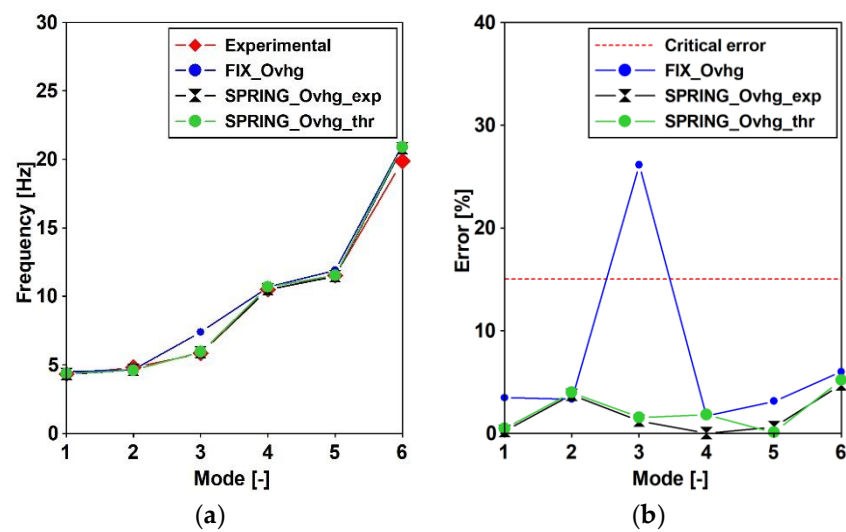 30
25
20
15
10
5
0
Frequency [Hz]
Experimental
FIX_Ovhg
SPRING_Ovhg_exp
SPRING_Ovhg_thr
1 2 3 4 5 6
Mode [-]
(a)
40
30
20
10
0
Error [%]
Critical error
FIX_Ovhg
SPRING_Ovhg_exp
SPRING_Ovhg_thr
1 2 3 4 5 6
Mode [-]
(b)